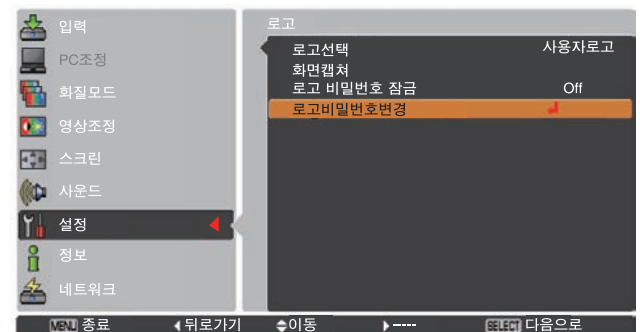 입력
PC조정
화질모드
영상조정
스크린
사운드
설정
정보
네트워크
로고
로고선택 사용자로고
화면캡쳐
로고 비밀번호 잠금 Off
로고비밀번호변경
MENU 종료 뒤로가기 이동 ----- SELECT 다음으로